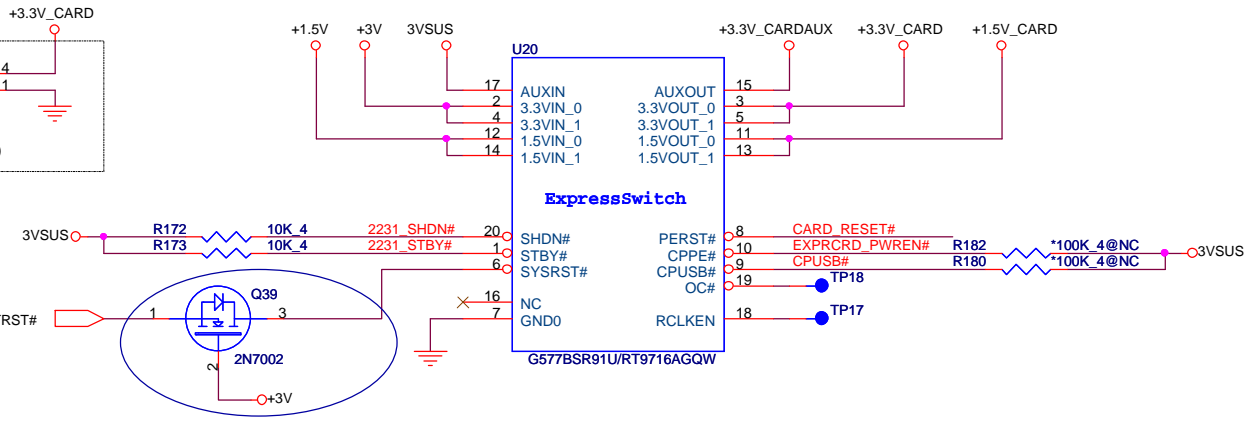 +3.3V_CARD
+1.5V +3V 3VSUS +3.3V_CARDAUX +3.3V_CARD +1.5V_CARD
U20
4
1
17 AUXIN AUXOUT 15
2 3.3VIN_0 3.3VOUT_0 3
4 3.3VIN_1 3.3VOUT_1 5
12 1.5VIN_0 1.5VOUT_0 11
14 1.5VIN_1 1.5VOUT_1 13
ExpressSwitch
3VSUS R172 10K_4 2231_SHDN# 20 SHDN# PERST# 8 CARD_RESET#
R173 10K_4 2231_STBY# 1 STBY# CPPE# 10 EXPRCRD_PWREN# R182 *100K_4@NC 3VSUS
6 SYSRST# CPUSB# 9 CPUSB# R180 *100K_4@NC
OC# 19 TP18
16 NC
7 GND0 RCLKEN 18 TP17
Q39
RST# 1 3
2N7002
2
+3V
G577BSR91U/RT9716AGQW